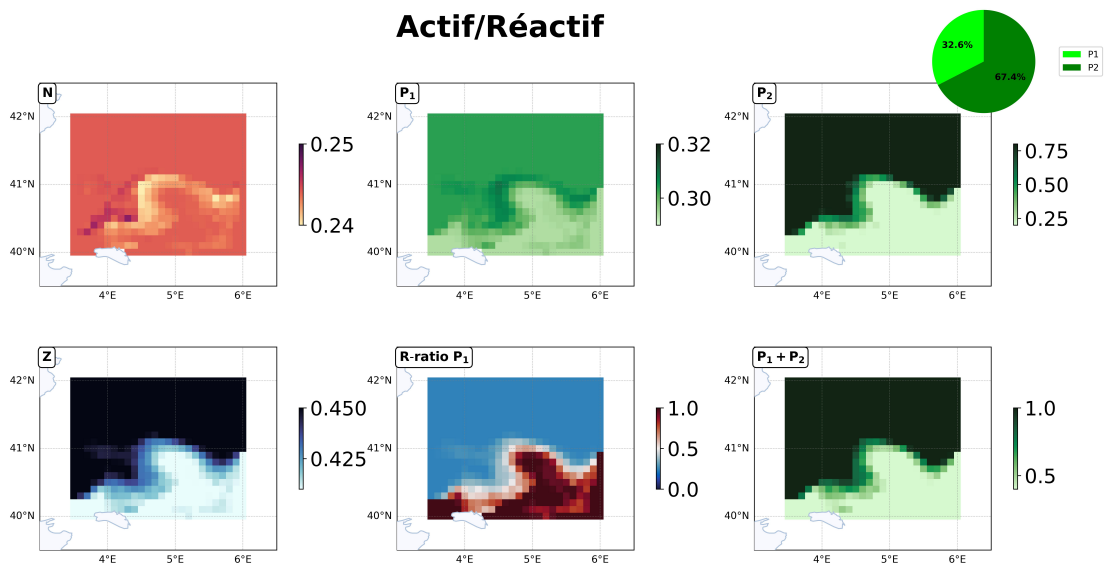 Actif/Réactif
32.6%
67.4%
P1
P2
N
42°N
41°N
40°N
4°E
5°E
6°E
0.25
0.24
P1
42°N
41°N
40°N
4°E
5°E
6°E
0.32
0.30
P2
42°N
41°N
40°N
4°E
5°E
6°E
0.75
0.50
0.25
Z
42°N
41°N
40°N
4°E
5°E
6°E
0.450
0.425
R-ratio P1
42°N
41°N
40°N
4°E
5°E
6°E
1.0
0.5
0.0
P1 + P2
42°N
41°N
40°N
4°E
5°E
6°E
1.0
0.5